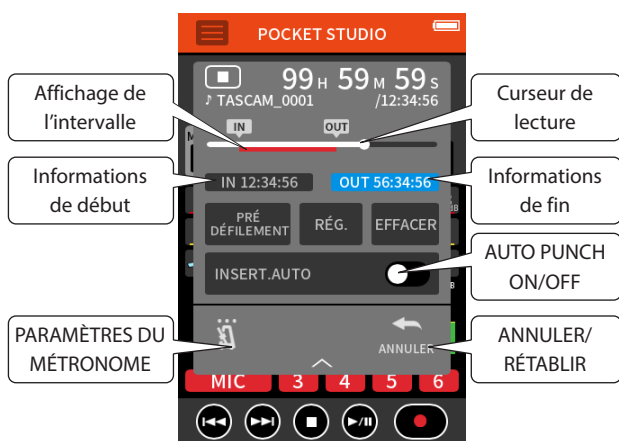 POCKET STUDIO
99 H 59 M 59 S
♪ TASCAM_0001 /12:34:56
IN OUT
IN 12:34:56 OUT 56:34:56
PRÉ
DÉFILEMENT
RÉG.
EFFACER
INSERT.AUTO
ANNULER
MIC 3 4 5 6
Affichage de
l'intervalle
Informations
de début
PARAMÈTRES DU
MÉTRONOME
Curseur de
lecture
Informations
de fin
AUTO PUNCH
ON/OFF
ANNULER/
RÉTABLIR